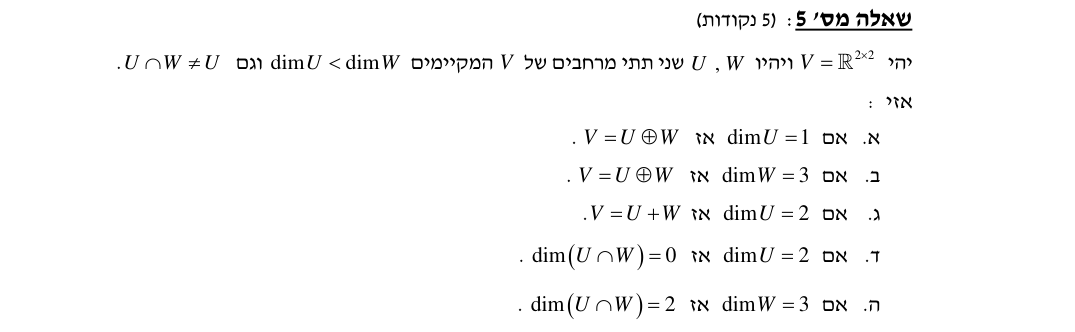 שאלה מס' 5 : (5 נקודות)
יהי V = ℝ^{2×2} ויהיו U , W שני תתי מרחבים של V המקיימים dim U < dim W וגם U ∩ W ≠ U .
אזי :
א. אם dim U = 1 אז V = U ⊕ W .
ב. אם dim W = 3 אז V = U ⊕ W .
ג. אם dim U = 2 אז V = U + W .
ד. אם dim U = 2 אז dim(U ∩ W) = 0 .
ה. אם dim W = 3 אז dim(U ∩ W) = 2 .